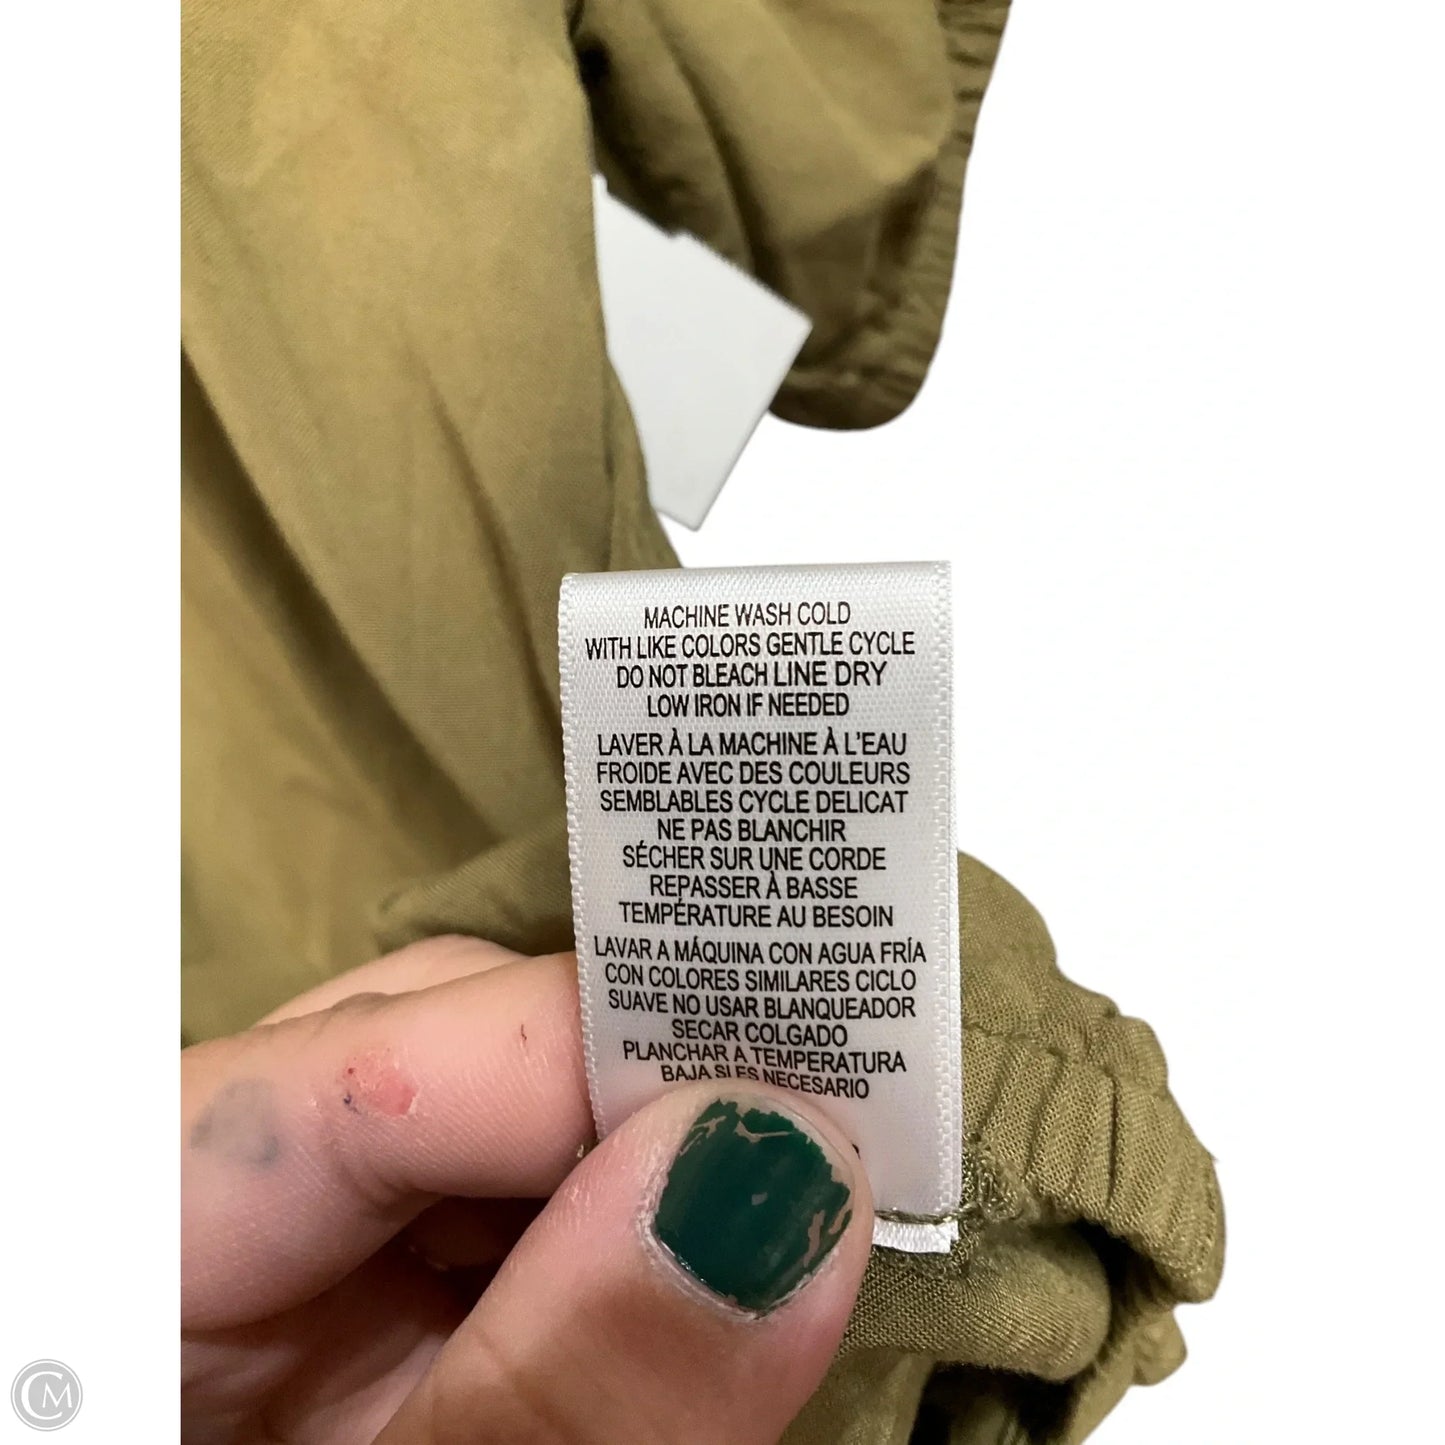 MACHINE WASH COLD
WITH LIKE COLORS GENTLE CYCLE
DO NOT BLEACH LINE DRY
LOW IRON IF NEEDED
LAVER À LA MACHINE À L'EAU
FROIDE AVEC DES COULEURS
SEMBLABLES CYCLE DELICAT
NE PAS BLANCHIR
SÉCHER SUR UNE CORDE
REPASSER À BASSE
TEMPÉRATURE AU BESOIN
LAVAR A MÁQUINA CON AGUA FRÍA
CON COLORES SIMILARES CICLO
SUAVE NO USAR BLANQUEADOR
SECAR COLGADO
PLANCHAR A TEMPERATURA
BAJA SI ES NECESARIO
CM